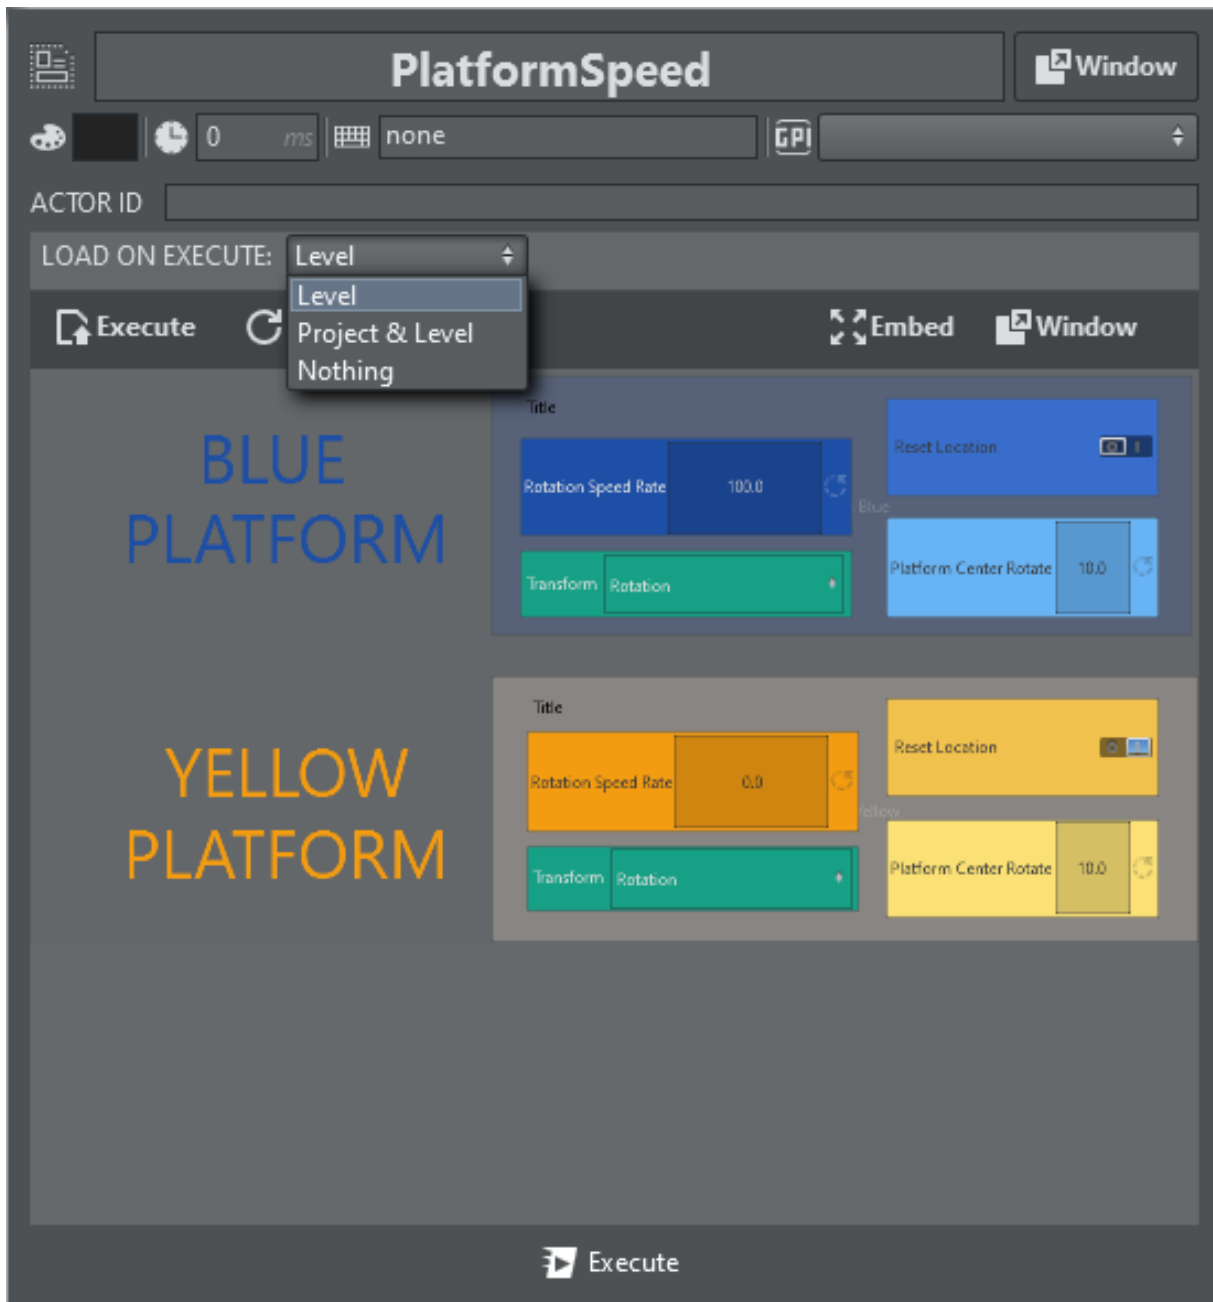 PlatformSpeed
Window
0 ms
none
GPI
ACTOR ID
LOAD ON EXECUTE: Level
Level
Project & Level
Nothing
Execute
Embed
Window
BLUE
PLATFORM
Title
Rotation Speed Rate 100.0
Transform Rotation
Reset Location
Blue
Platform Center Rotate 10.0
YELLOW
PLATFORM
Title
Rotation Speed Rate 0.0
Transform Rotation
Reset Location
Yellow
Platform Center Rotate 10.0
Execute